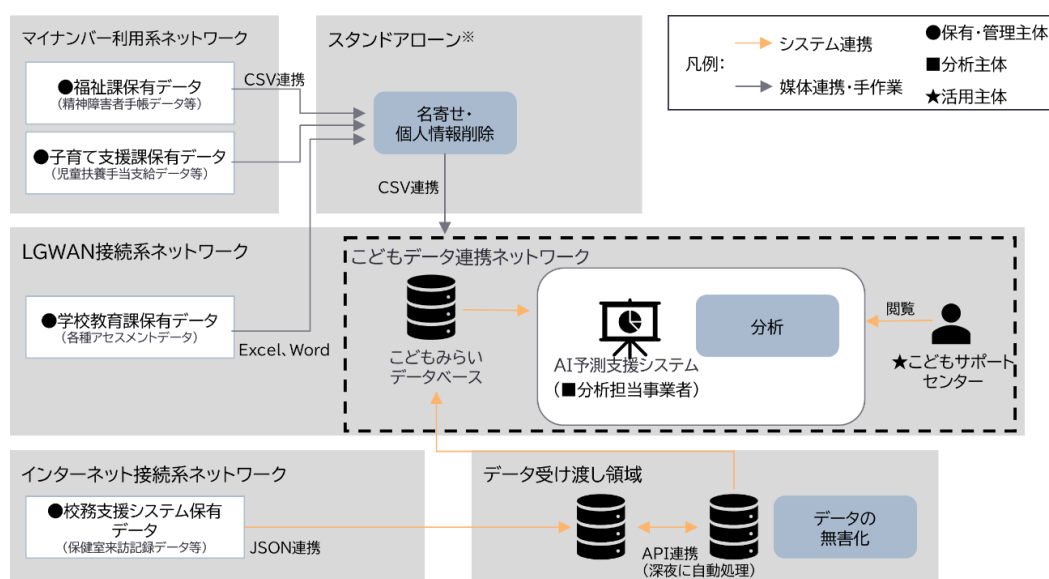 マイナンバー利用系ネットワーク
●福祉課保有データ
(精神障害者手帳データ等)
CSV連携
●子育て支援課保有データ
(児童扶養手当支給データ等)
スタンドアローン※
名寄せ・
個人情報削除
CSV連携
凡例:
システム連携
媒体連携・手作業
●保有・管理主体
■分析主体
★活用主体
LGWAN接続系ネットワーク
●学校教育課保有データ
(各種アセスメントデータ)
Excel、Word
こどもデータ連携ネットワーク
こどもみらい
データベース
AI予測支援システム
(■分析担当事業者)
分析
閲覧
★こどもサポート
センター
インターネット接続系ネットワーク
●校務支援システム保有
データ
(保健室来訪記録データ等)
JSON連携
データ受け渡し領域
API連携
(深夜に自動処理)
データの
無害化